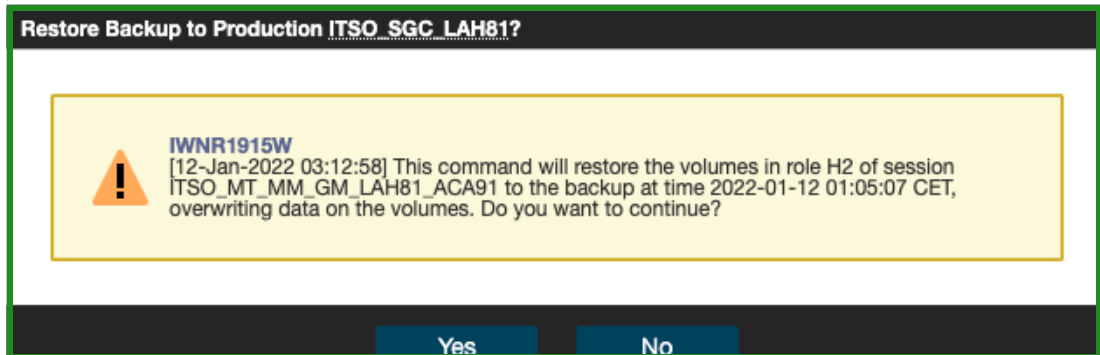 Restore Backup to Production ITSO_SGC_LAH81?
IWNR1915W
[12-Jan-2022 03:12:58] This command will restore the volumes in role H2 of session
ITSO_MT_MM_GM_LAH81_ACA91 to the backup at time 2022-01-12 01:05:07 CET,
overwriting data on the volumes. Do you want to continue?
Yes No